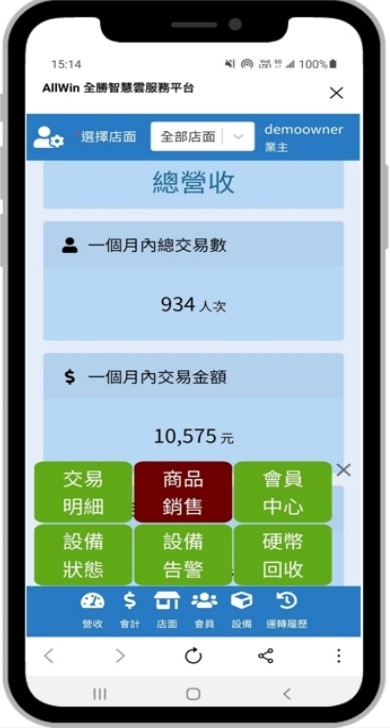 15:14
100%
AllWin 全勝智慧雲服務平台
*選擇店面
全部店面
demoowner
業主
總營收
一個月內總交易數
934 人次
一個月內交易金額
10,575 元
交易
明細
商品
銷售
會員
中心
設備
狀態
設備
告警
硬幣
回收
營收
會計
店面
會員
設備
運轉履歷